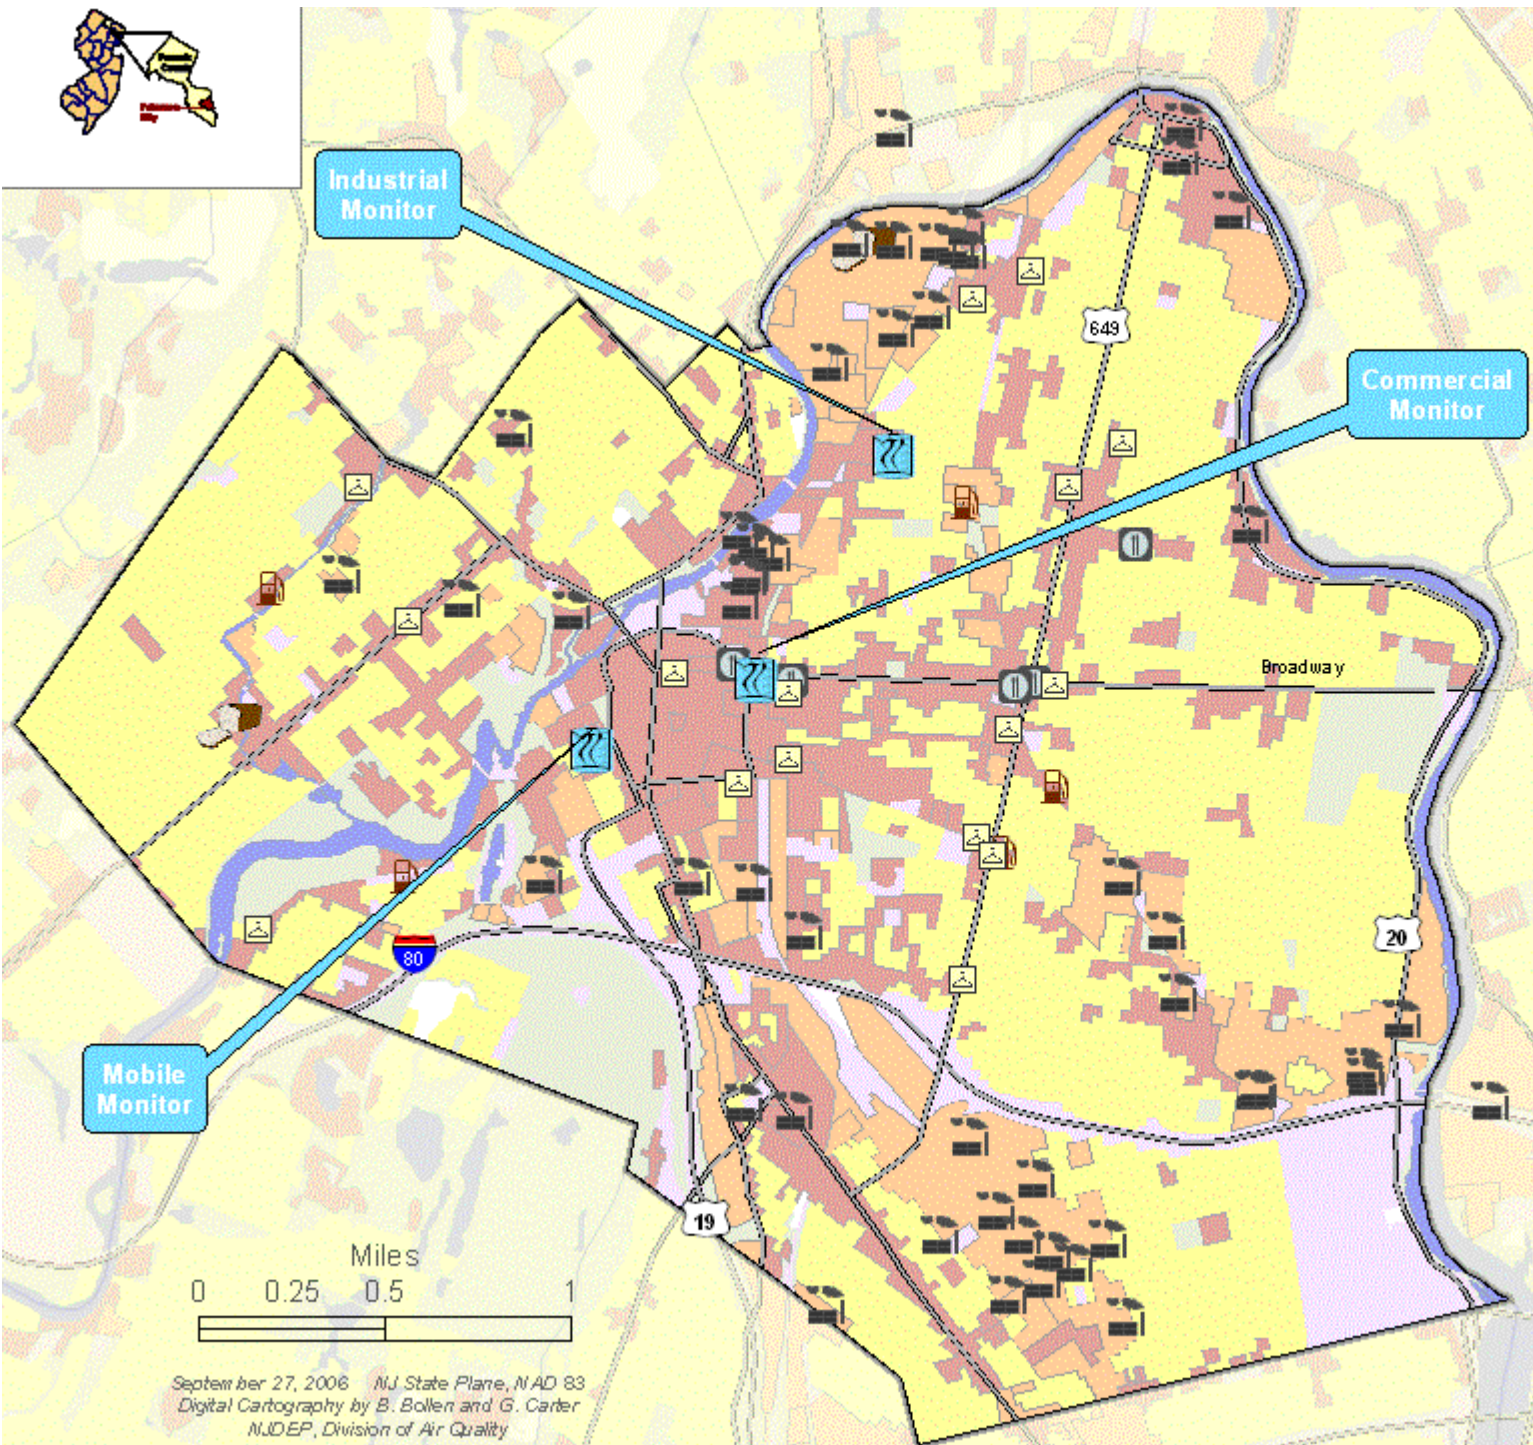 Industrial
Monitor
Commercial
Monitor
649
Broadway
20
80
Mobile
Monitor
19
Miles
0 0.25 0.5 1
September 27, 2006 NJ State Plane, NAD 83
Digital Cartography by B. Bollen and G. Carter
NJDEP, Division of Air Quality